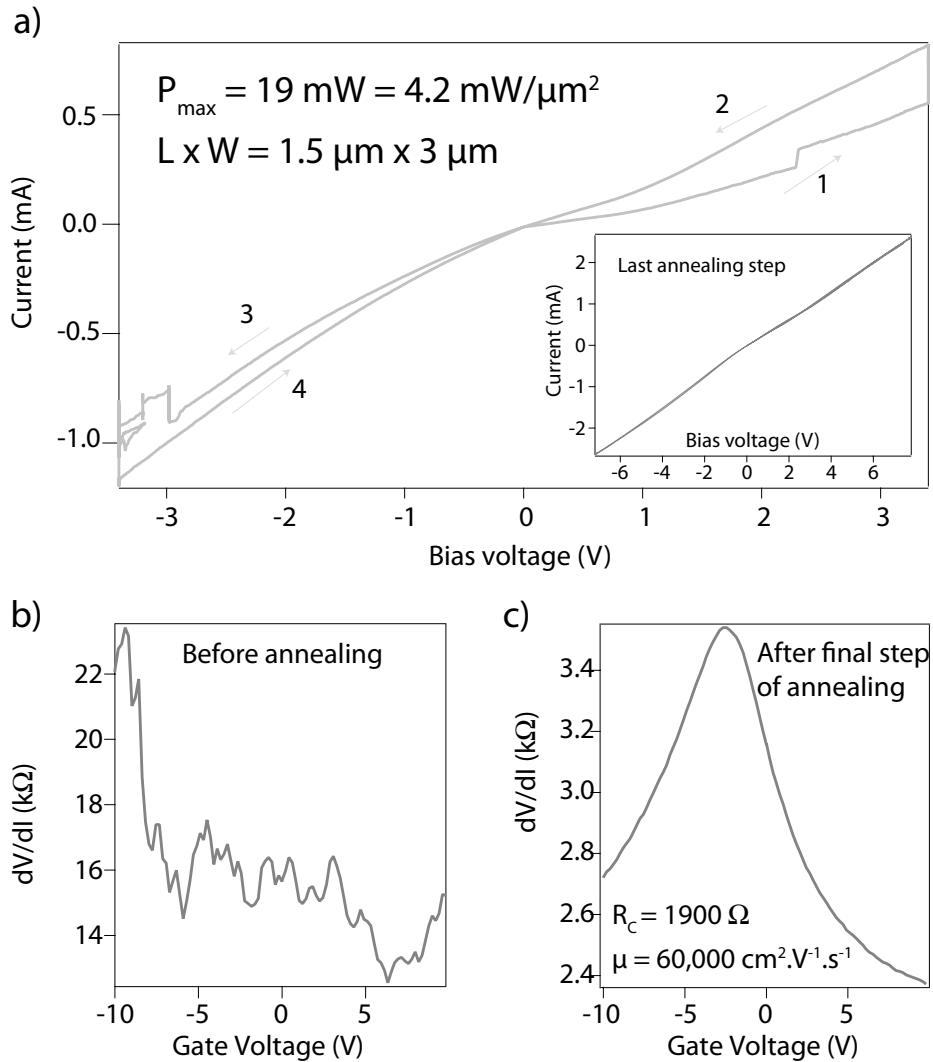 a)
P_max = 19 mW = 4.2 mW/µm²
L x W = 1.5 µm x 3 µm
Current (mA)
0.5
0.0
-0.5
-1.0
2
1
3
4
-3
-2
-1
0
1
2
3
Bias voltage (V)
Last annealing step
Current (mA)
2
1
0
-1
-2
Bias voltage (V)
-6
-4
-2
0
2
4
6
b)
Before annealing
dV/dI (kΩ)
22
20
18
16
14
-10
-5
0
5
Gate Voltage (V)
c)
After final step
of annealing
dV/dI (kΩ)
3.4
3.2
3.0
2.8
2.6
2.4
R_C = 1900 Ω
µ = 60,000 cm².V⁻¹.s⁻¹
-10
-5
0
5
Gate Voltage (V)